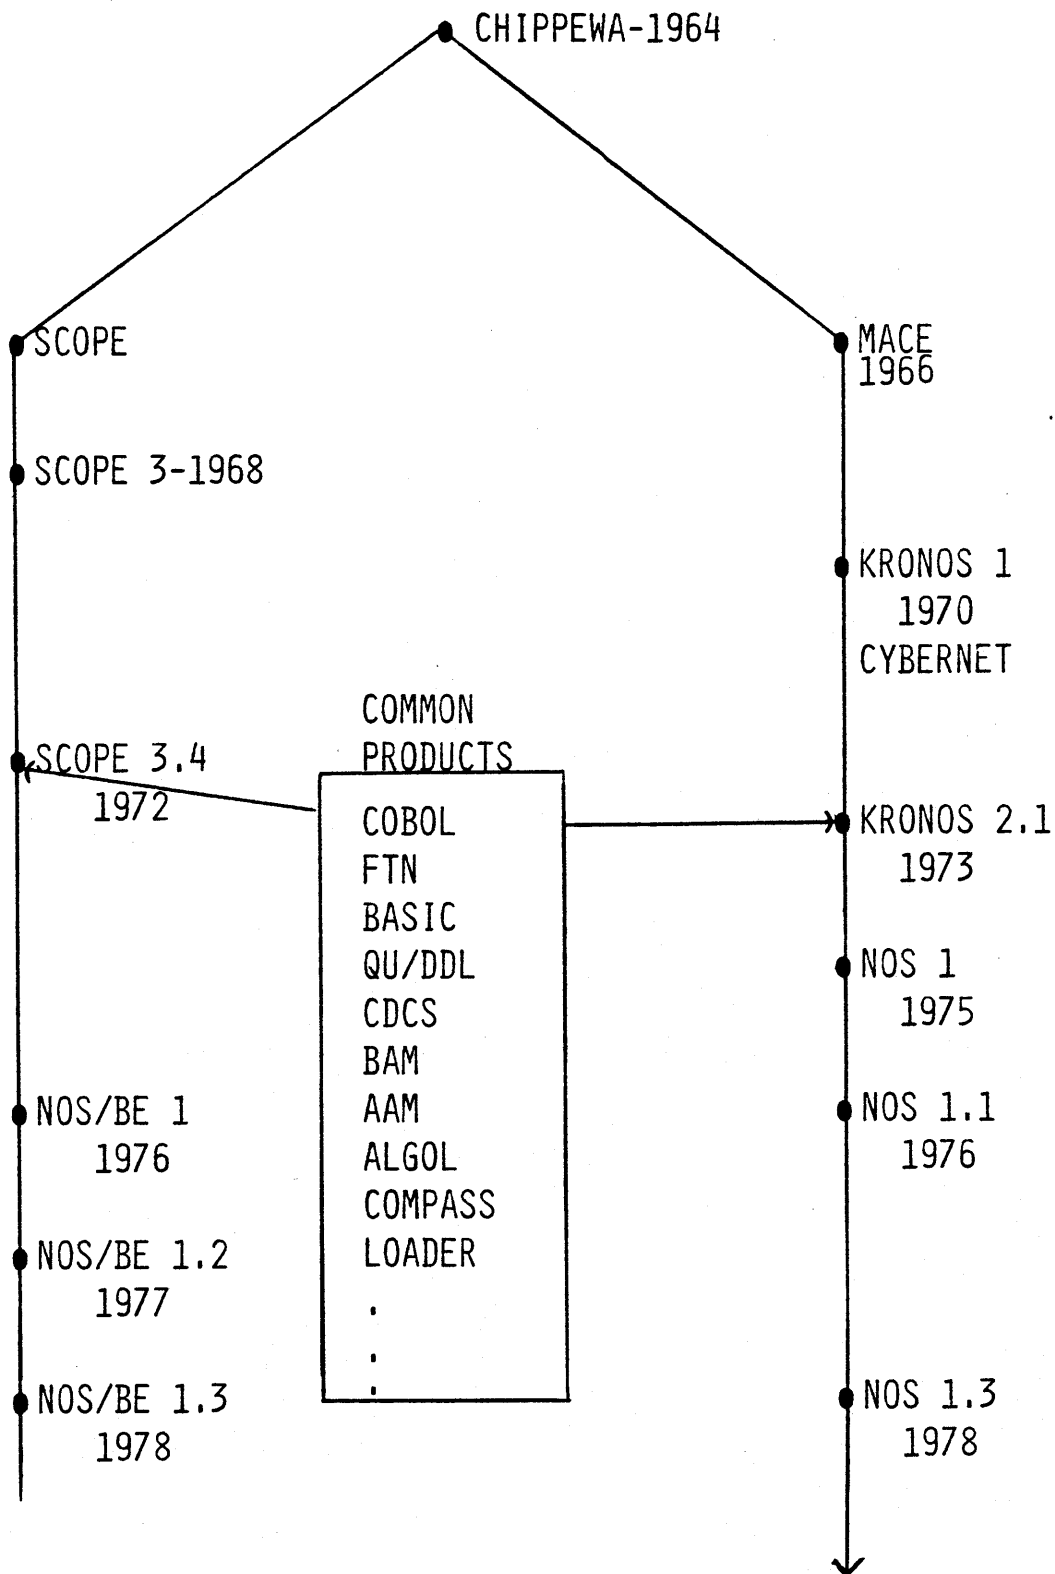 CHIPPEWA-1964
SCOPE
SCOPE 3-1968
SCOPE 3.4
1972
NOS/BE 1
1976
NOS/BE 1.2
1977
NOS/BE 1.3
1978
COMMON
PRODUCTS
COBOL
FTN
BASIC
QU/DDL
CDCS
BAM
AAM
ALGOL
COMPASS
LOADER
.
.
.
MACE
1966
KRONOS 1
1970
CYBERNET
KRONOS 2.1
1973
NOS 1
1975
NOS 1.1
1976
NOS 1.3
1978